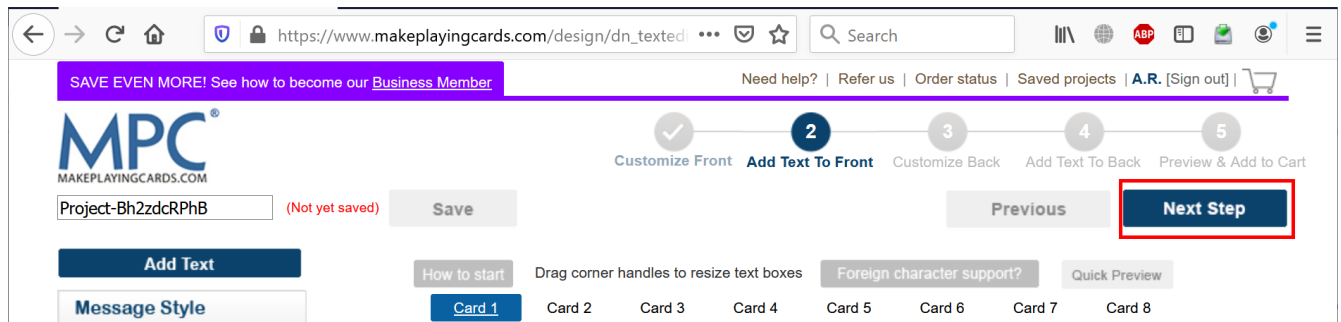 https://www.makeplayingcards.com/design/dn_texted
Search
ABP
SAVE EVEN MORE! See how to become our Business Member
Need help? | Refer us | Order status | Saved projects | A.R. [Sign out] |
MPC®
MAKEPLAYINGCARDS.COM
2 3 4 5
Customize Front Add Text To Front Customize Back Add Text To Back Preview & Add to Cart
Project-Bh2zdcRPhB (Not yet saved) Save Previous Next Step
Add Text How to start Drag corner handles to resize text boxes Foreign character support? Quick Preview
Message Style Card 1 Card 2 Card 3 Card 4 Card 5 Card 6 Card 7 Card 8